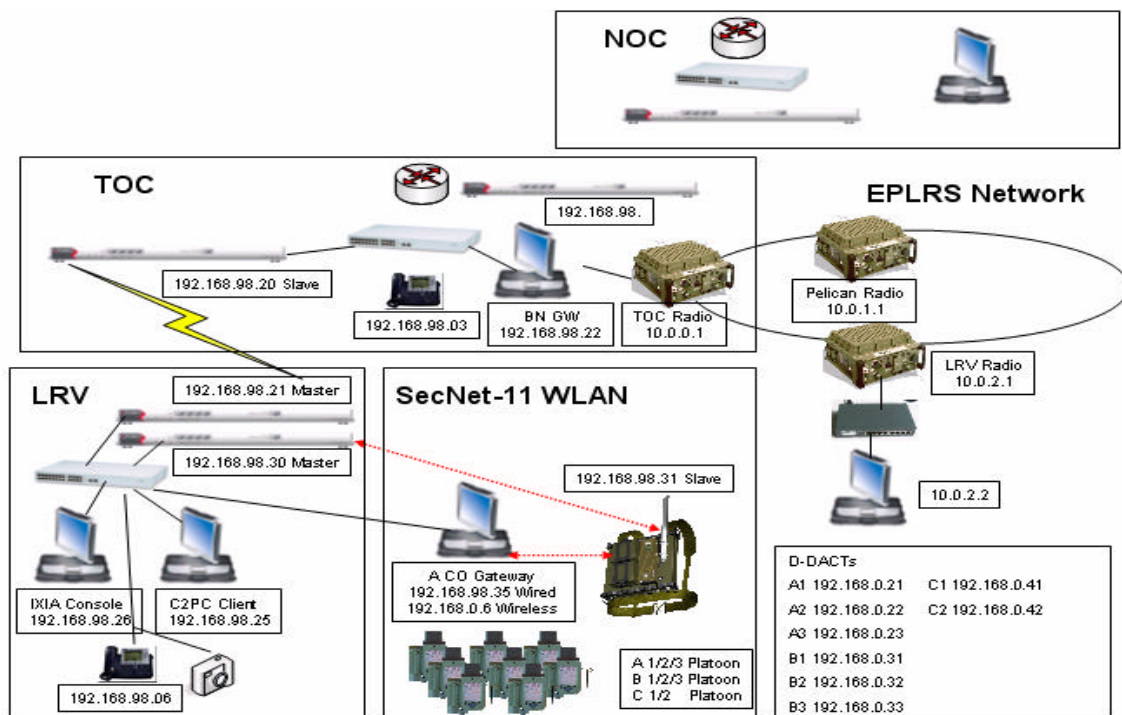 NOC
TOC
192.168.98.
EPLRS Network
192.168.98.20 Slave
192.168.98.03
BN GW
192.168.98.22
TOC Radio
10.0.0.1
Pelican Radio
10.0.1.1
LRV Radio
10.0.2.1
LRV
192.168.98.21 Master
192.168.98.30 Master
SecNet-11 WLAN
192.168.98.31 Slave
10.0.2.2
IXIA Console
192.168.98.26
C2PC Client
192.168.98.25
192.168.98.06
A CO Gateway
192.168.98.35 Wired
192.168.0.6 Wireless
A 1/2/3 Platoon
B 1/2/3 Platoon
C 1/2 Platoon
D-DACTs
A1 192.168.0.21 C1 192.168.0.41
A2 192.168.0.22 C2 192.168.0.42
A3 192.168.0.23
B1 192.168.0.31
B2 192.168.0.32
B3 192.168.0.33